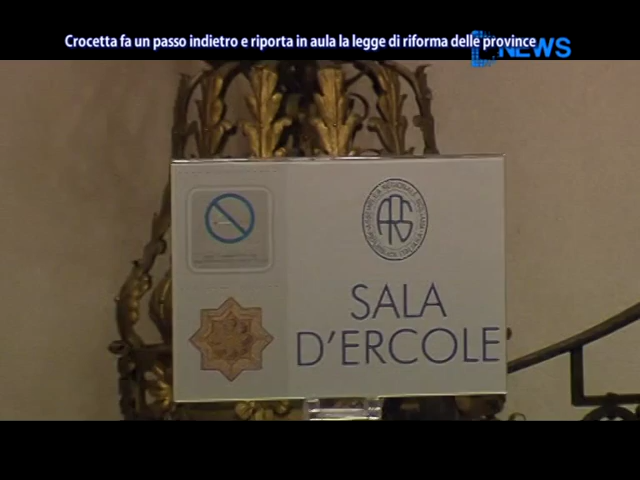 Crocetta fa un passo indietro e riporta in aula la legge di riforma delle province
NEWS
ARS
SALA
D'ERCOLE